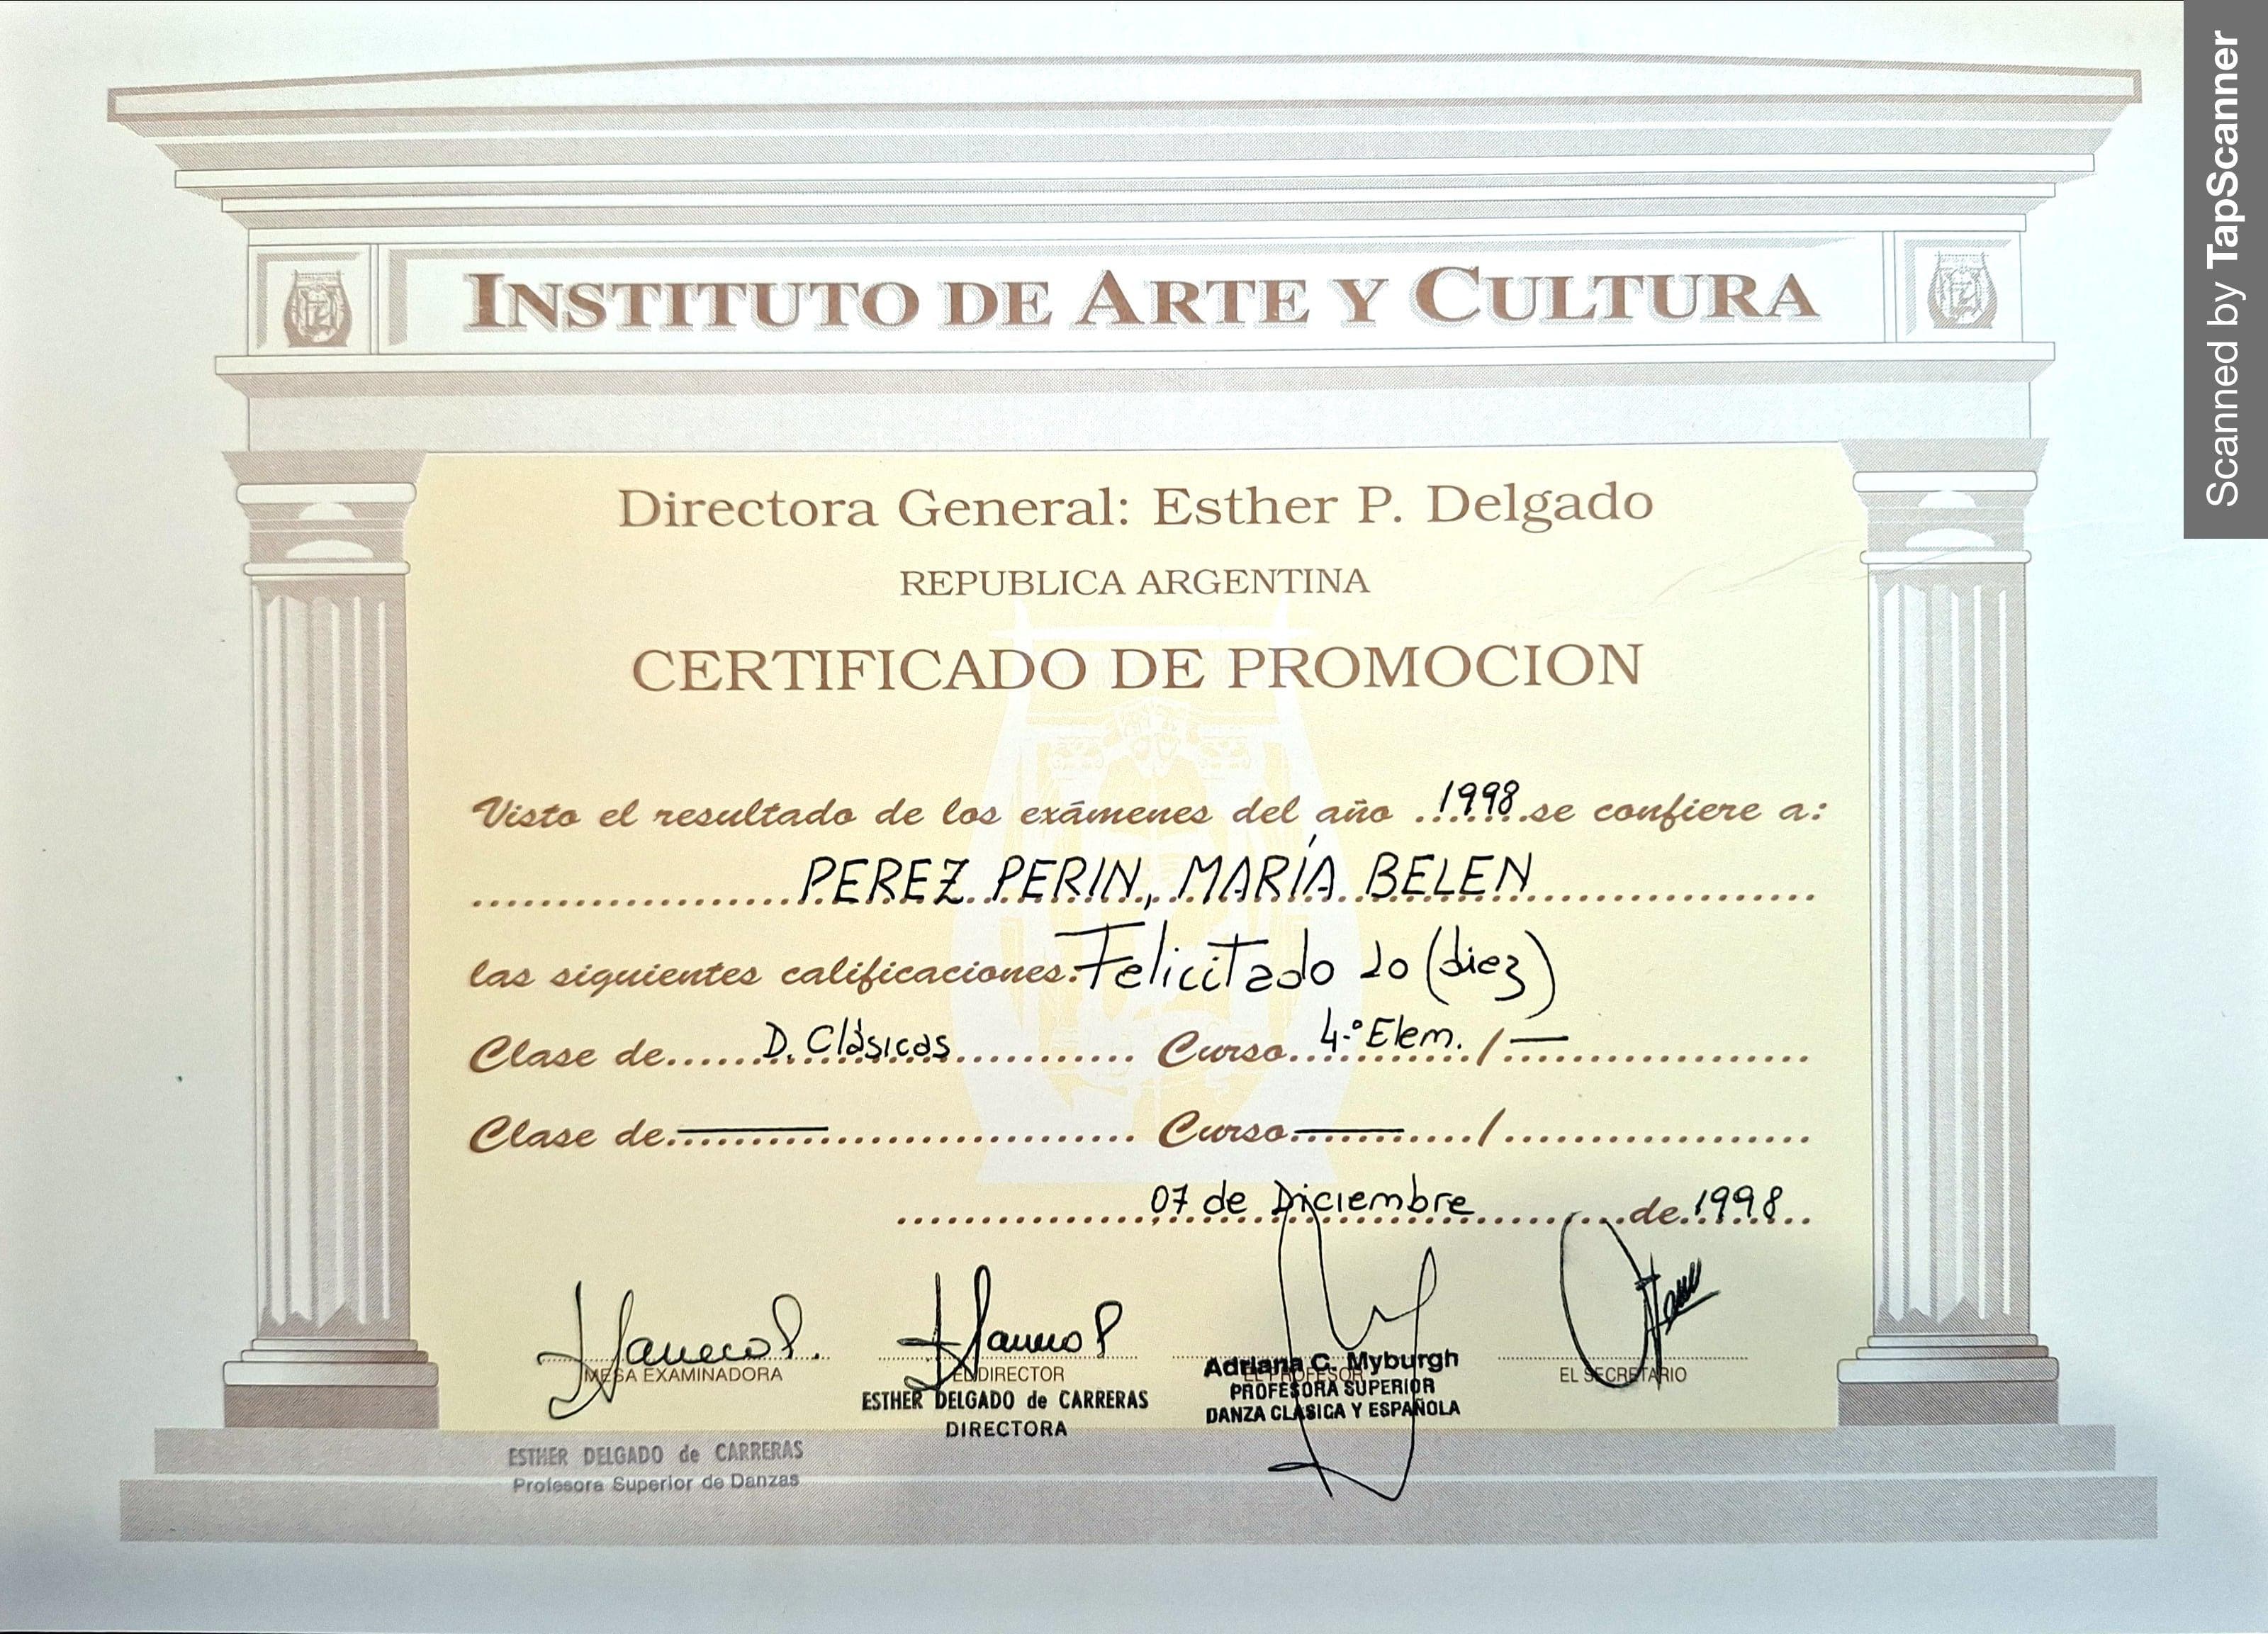 INSTITUTO DE ARTE Y CULTURA
Directora General: Esther P. Delgado
REPUBLICA ARGENTINA
CERTIFICADO DE PROMOCION
Visto el resultado de los exámenes del año 1998 se confiere a:
PEREZ PERIN, MARÍA BELEN
las siguientes calificaciones: Felicitado 10 (diez)
Clase de D. Clásicas Curso 4.º Elem. / —
Clase de — Curso — /
07 de Diciembre de 1998
MESA EXAMINADORA EL DIRECTOR EL PROFESOR EL SECRETARIO
ESTHER DELGADO de CARRERAS
DIRECTORA
Adriana C. Myburgh
PROFESORA SUPERIOR
DANZA CLASICA Y ESPAÑOLA
ESTHER DELGADO de CARRERAS
Profesora Superior de Danzas
Scanned by TapScanner